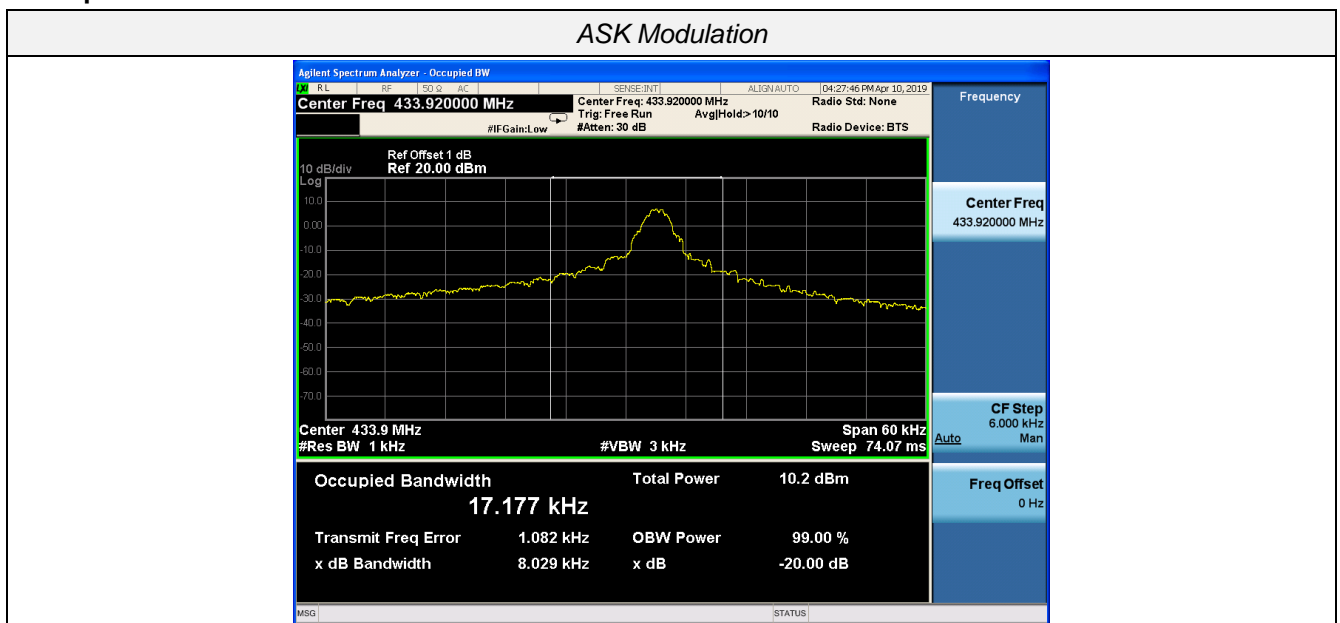 ASK Modulation
Agilent Spectrum Analyzer - Occupied BW
LXI RL RF 50 Ω AC SENSE:INT ALIGN AUTO 04:27:46 PM Apr 10, 2019
Center Freq 433.920000 MHz
Center Freq: 433.920000 MHz Radio Std: None
Trig: Free Run Avg|Hold:>10/10
#IFGain:Low #Atten: 30 dB Radio Device: BTS
Ref Offset 1 dB
10 dB/div Ref 20.00 dBm
Log
10.0
0.00
-10.0
-20.0
-30.0
-40.0
-50.0
-60.0
-70.0
Center 433.9 MHz Span 60 kHz
#Res BW 1 kHz #VBW 3 kHz Sweep 74.07 ms
Occupied Bandwidth Total Power 10.2 dBm
17.177 kHz
Transmit Freq Error 1.082 kHz OBW Power 99.00 %
x dB Bandwidth 8.029 kHz x dB -20.00 dB
MSG STATUS
Frequency
Center Freq
433.920000 MHz
CF Step
6.000 kHz
Auto Man
Freq Offset
0 Hz